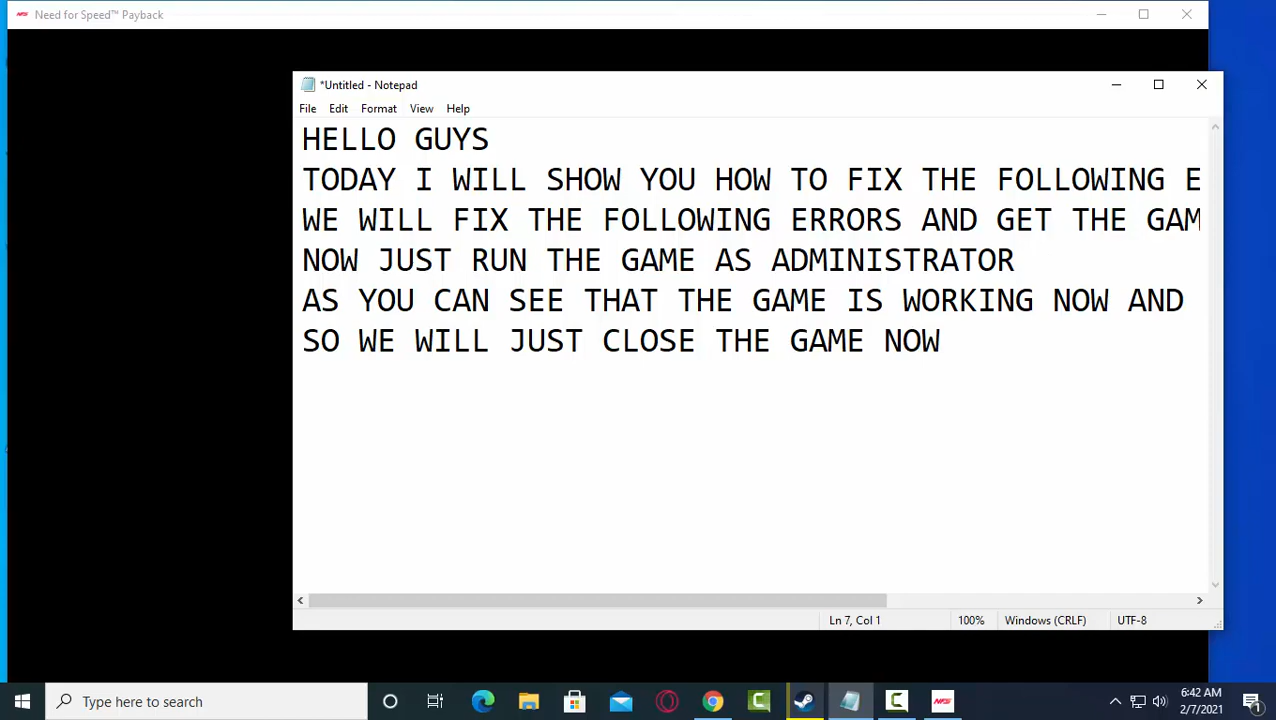 Need for Speed™ Payback
*Untitled - Notepad
File Edit Format View Help
HELLO GUYS
TODAY I WILL SHOW YOU HOW TO FIX THE FOLLOWING E
WE WILL FIX THE FOLLOWING ERRORS AND GET THE GAM
NOW JUST RUN THE GAME AS ADMINISTRATOR
AS YOU CAN SEE THAT THE GAME IS WORKING NOW AND
SO WE WILL JUST CLOSE THE GAME NOW
Ln 7, Col 1 100% Windows (CRLF) UTF-8
Type here to search
6:42 AM
2/7/2021
1